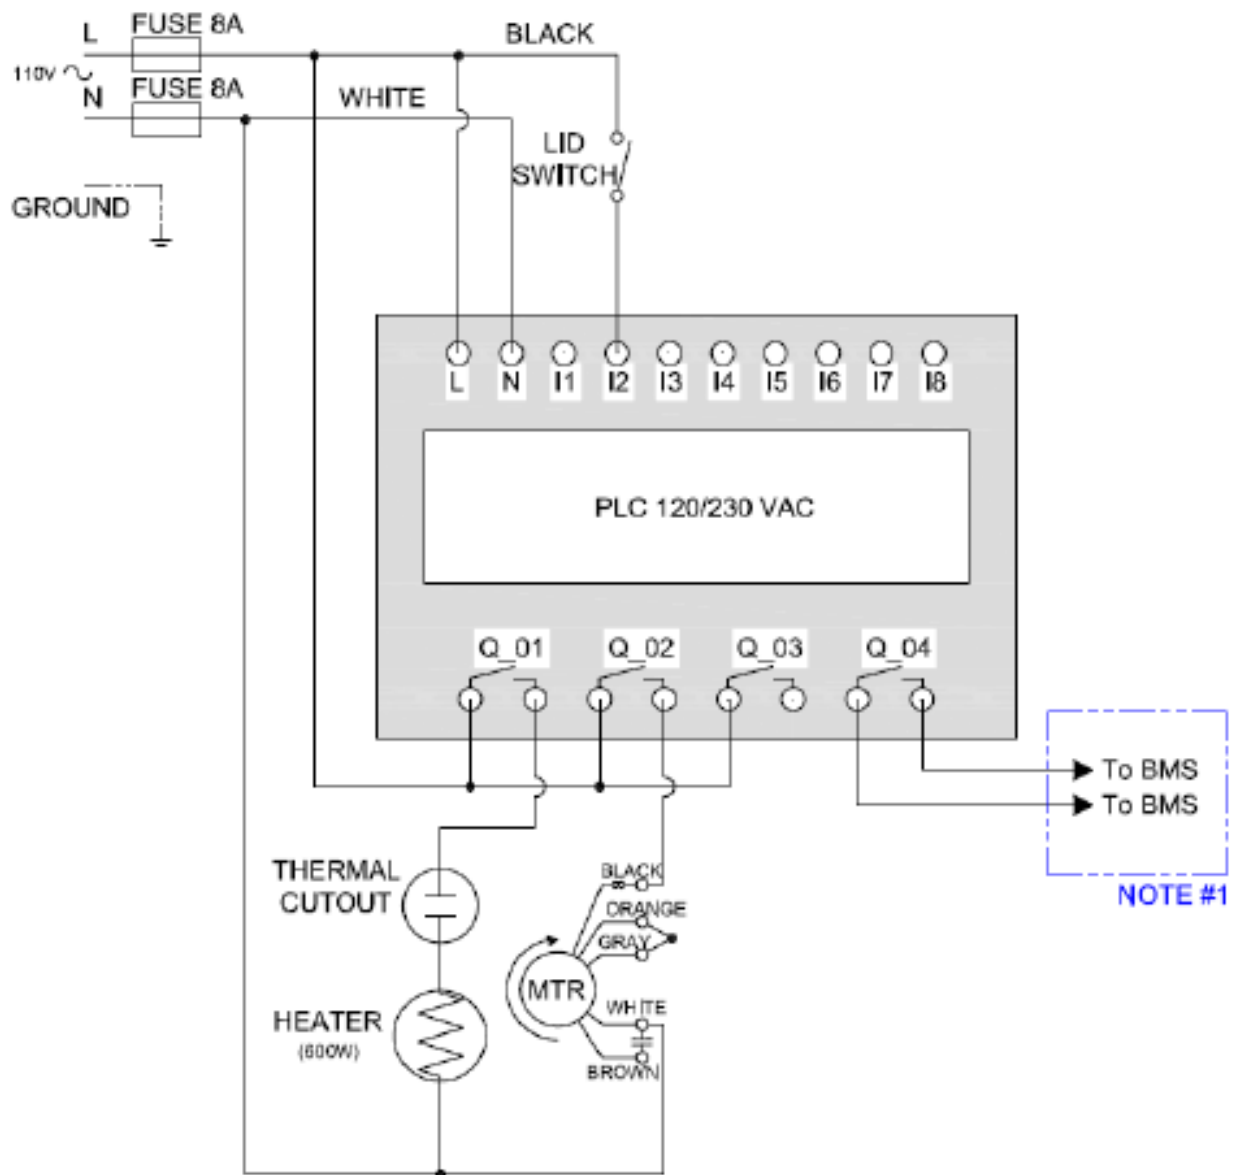 FUSE 8A
L
BLACK
110V
FUSE 8A
N
WHITE
LID
SWITCH
GROUND
L N I1 I2 I3 I4 I5 I6 I7 I8
PLC 120/230 VAC
Q_01 Q_02 Q_03 Q_04
To BMS
To BMS
NOTE #1
THERMAL
CUTOUT
BLACK
ORANGE
GRAY
MTR
WHITE
BROWN
HEATER
(600W)